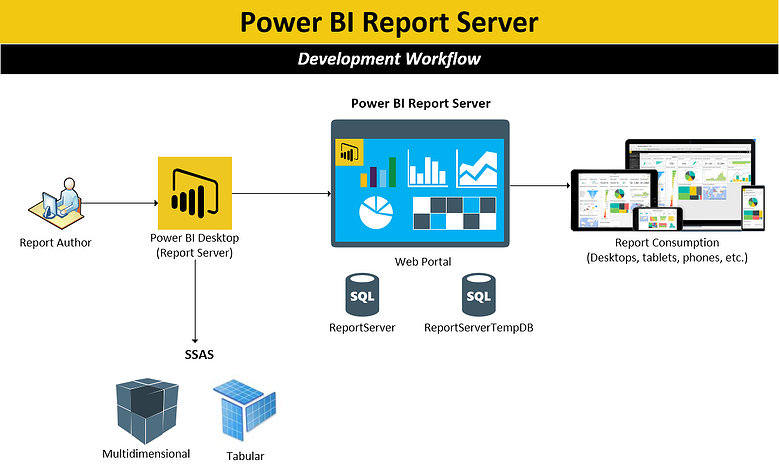 Power BI Report Server
Development Workflow
Power BI Report Server
Report Author
Power BI Desktop
(Report Server)
Web Portal
Report Consumption
(Desktops, tablets, phones, etc.)
SQL
SQL
ReportServer
ReportServerTempDB
SSAS
Multidimensional
Tabular